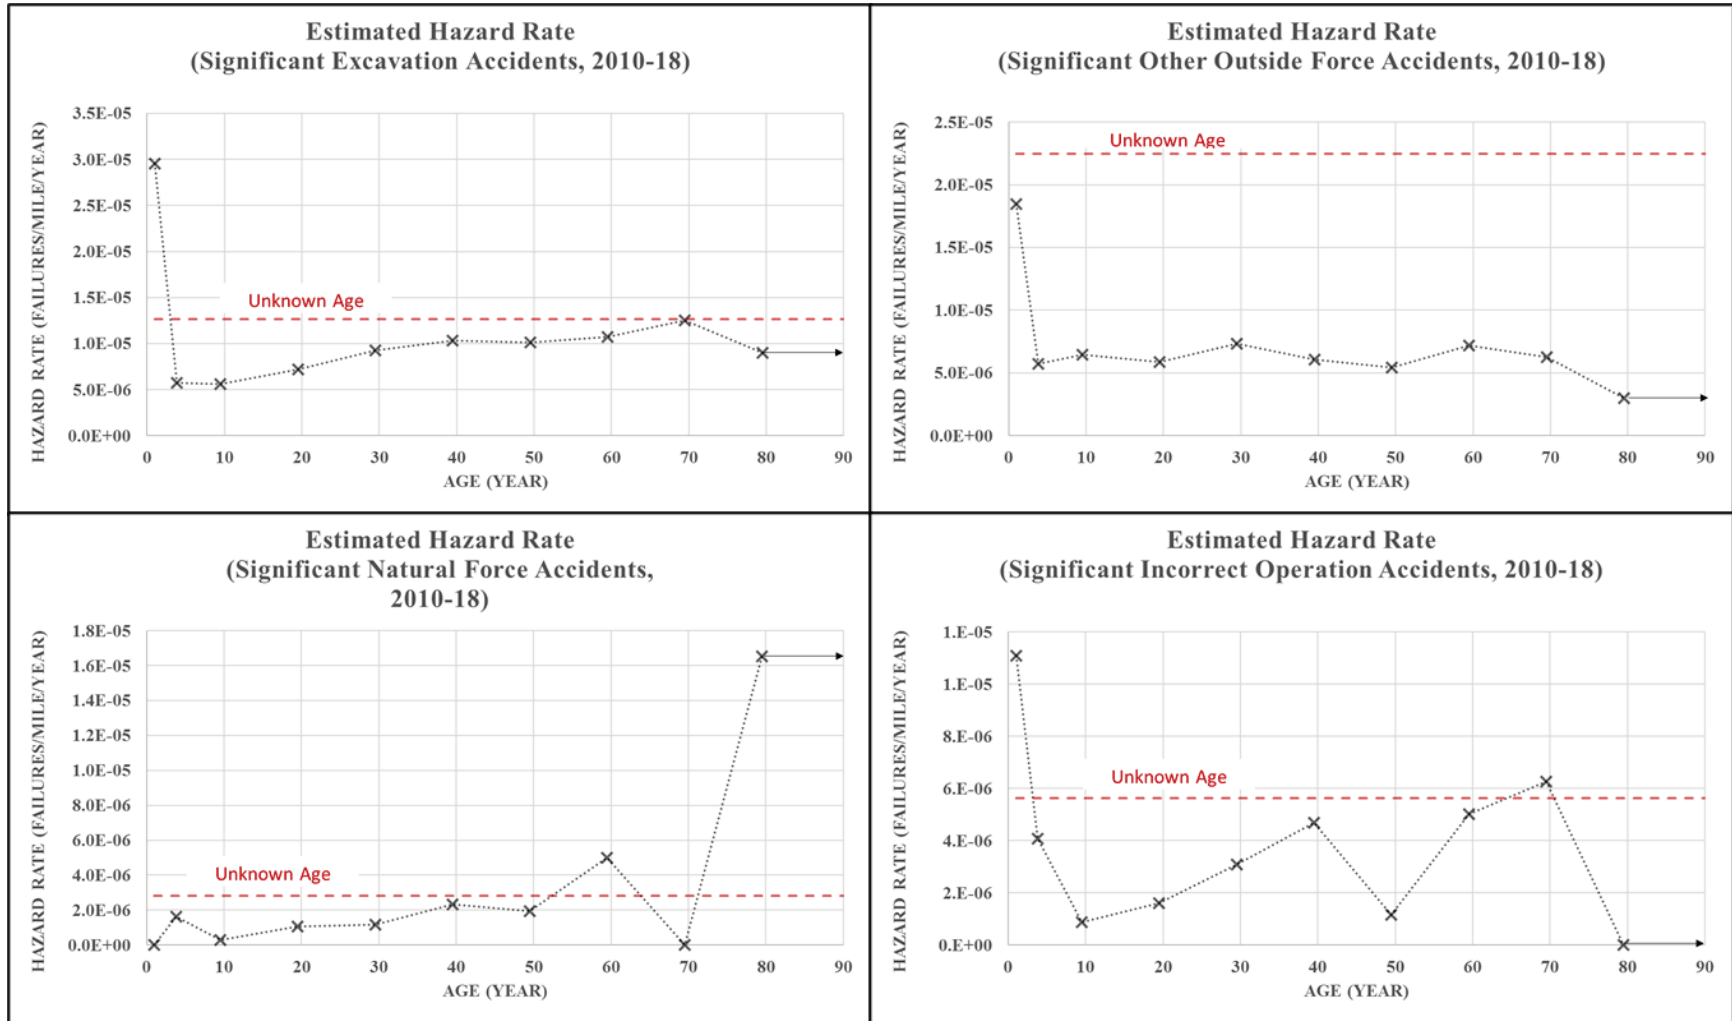 Estimated Hazard Rate
(Significant Excavation Accidents, 2010-18)
HAZARD RATE (FAILURES/MILE/YEAR)
3.5E-05
3.0E-05
2.5E-05
2.0E-05
1.5E-05
1.0E-05
5.0E-06
0.0E+00
Unknown Age
0 10 20 30 40 50 60 70 80 90
AGE (YEAR)
Estimated Hazard Rate
(Significant Other Outside Force Accidents, 2010-18)
HAZARD RATE (FAILURES/MILE/YEAR)
2.5E-05
2.0E-05
1.5E-05
1.0E-05
5.0E-06
0.0E+00
Unknown Age
0 10 20 30 40 50 60 70 80 90
AGE (YEAR)
Estimated Hazard Rate
(Significant Natural Force Accidents,
2010-18)
HAZARD RATE (FAILURES/MILE/YEAR)
1.8E-05
1.6E-05
1.4E-05
1.2E-05
1.0E-05
8.0E-06
6.0E-06
4.0E-06
2.0E-06
0.0E+00
Unknown Age
0 10 20 30 40 50 60 70 80 90
AGE (YEAR)
Estimated Hazard Rate
(Significant Incorrect Operation Accidents, 2010-18)
HAZARD RATE (FAILURES/MILE/YEAR)
1.E-05
1.E-05
8.E-06
6.E-06
4.E-06
2.E-06
0.E+00
Unknown Age
0 10 20 30 40 50 60 70 80 90
AGE (YEAR)